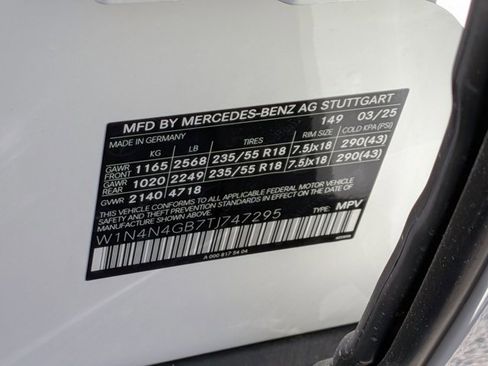 MFD BY MERCEDES-BENZ AG STUTTGART
MADE IN GERMANY 149 03/25
KG LB TIRES RIM SIZE COLD KPA (PSI)
GAWR FRONT 1165 2568 235/55 R18 7,5Jx18 290(43)
GAWR REAR 1020 2249 235/55 R18 7,5Jx18 290(43)
GVWR 2140 4718
THIS VEHICLE CONFORMS TO ALL APPLICABLE FEDERAL MOTOR VEHICLE
SAFETY AND THEFT PREVENTION STANDARDS IN EFFECT ON THE DATE OF
MANUFACTURE SHOWN ABOVE.
W1N4N4GB7TJ747295 TYPE: MPV
A 000 817 54 04